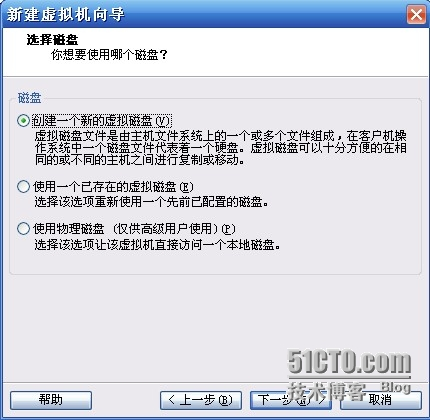 新建虚拟机向导
选择磁盘
你想要使用哪个磁盘?
磁盘
创建一个新的虚拟磁盘(V)
虚拟磁盘文件是由主机文件系统上的一个或多个文件组成,在客户机操
作系统中一个磁盘文件代表着一个硬盘。虚拟磁盘可以十分方便的在相
同的或不同的主机之间进行复制或移动。
使用一个已存在的虚拟磁盘(E)
选择该选项重新使用一个先前已配置的磁盘。
使用物理磁盘 (仅供高级用户使用)(P)
选择该选项让该虚拟机直接访问一个本地磁盘。
帮助
< 上一步(B)
下一步(N) >
取消
51CTO.com
技术博客 Blog